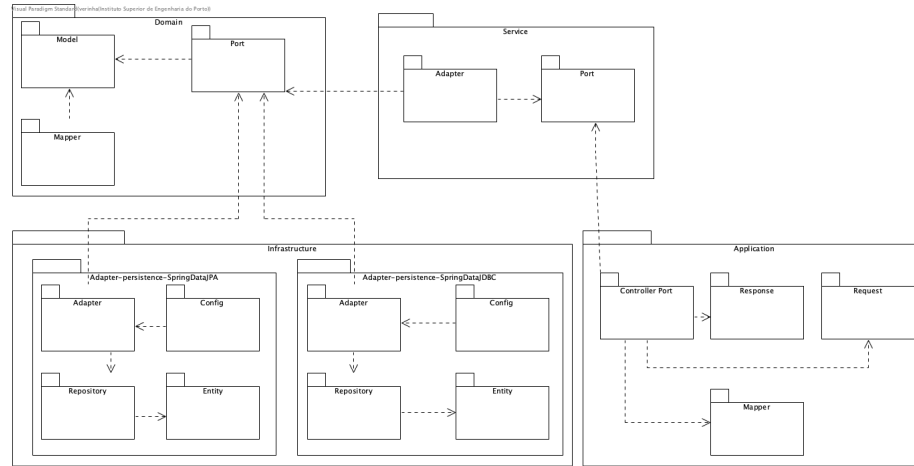 Visual Paradigm Standard(verinha(Instituto Superior de Engenharia do Porto))
Domain
Model
Port
Mapper
Service
Adapter
Port
Infrastructure
Adapter-persistence-SpringDataJPA
Adapter
Config
Repository
Entity
Adapter-persistence-SpringDataJDBC
Adapter
Config
Repository
Entity
Application
Controller Port
Response
Request
Mapper